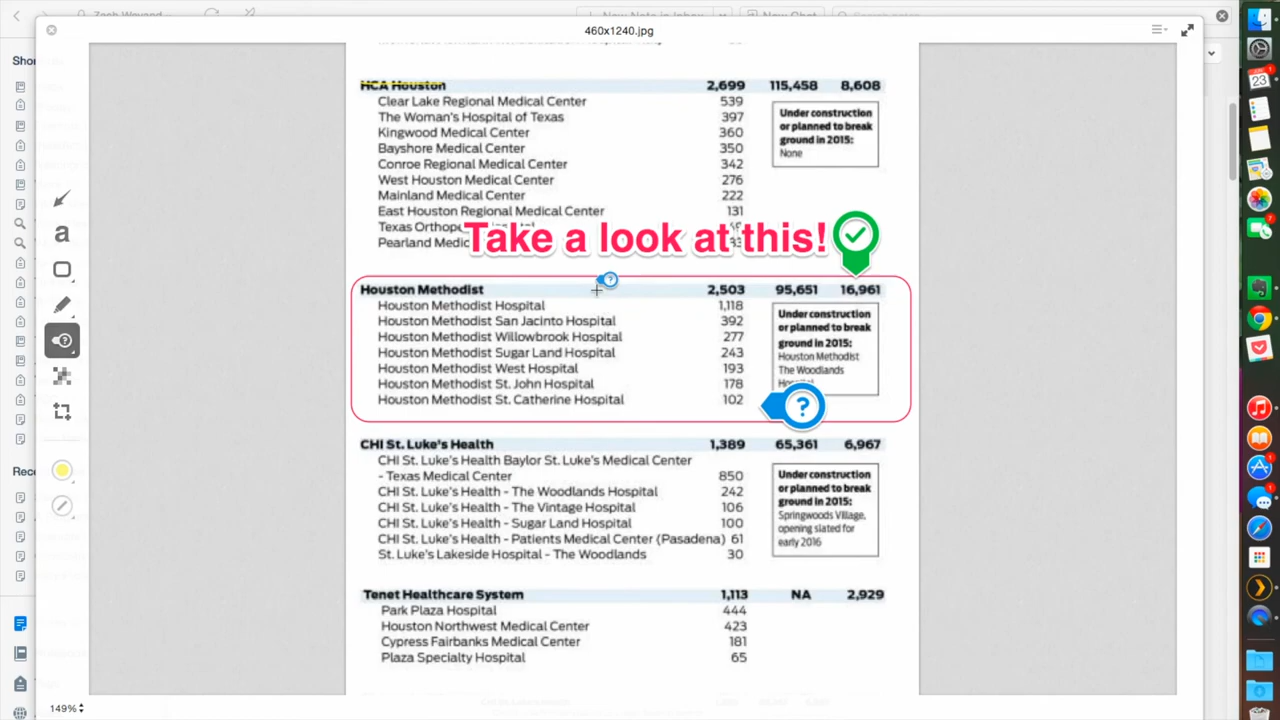 460x1240.jpg
HCA Houston 2,699 115,458 8,608
Clear Lake Regional Medical Center 539
The Woman's Hospital of Texas 397
Kingwood Medical Center 360
Bayshore Medical Center 350
Conroe Regional Medical Center 342
West Houston Medical Center 276
Mainland Medical Center 222
East Houston Regional Medical Center 131
Texas
Pearland
Under construction
or planned to break
ground in 2015:
None
Take a look at this!
Houston Methodist 2,503 95,651 16,961
Houston Methodist Hospital 1,118
Houston Methodist San Jacinto Hospital 392
Houston Methodist Willowbrook Hospital 277
Houston Methodist Sugar Land Hospital 243
Houston Methodist West Hospital 193
Houston Methodist St. John Hospital 178
Houston Methodist St. Catherine Hospital 102
Under construction
or planned to break
ground in 2015:
Houston Methodist
The Woodlands
?
?
CHI St. Luke's Health 1,389 65,361 6,967
CHI St. Luke's Health Baylor St. Luke's Medical Center
- Texas Medical Center 850
CHI St. Luke's Health - The Woodlands Hospital 242
CHI St. Luke's Health - The Vintage Hospital 106
CHI St. Luke's Health - Sugar Land Hospital 100
CHI St. Luke's Health - Patients Medical Center (Pasadena) 61
St. Luke's Lakeside Hospital - The Woodlands 30
Under construction
or planned to break
ground in 2015:
Springwoods Village,
opening slated for
early 2016
Tenet Healthcare System 1,113 NA 2,929
Park Plaza Hospital 444
Houston Northwest Medical Center 423
Cypress Fairbanks Medical Center 181
Plaza Specialty Hospital 65
a
?
149%
23